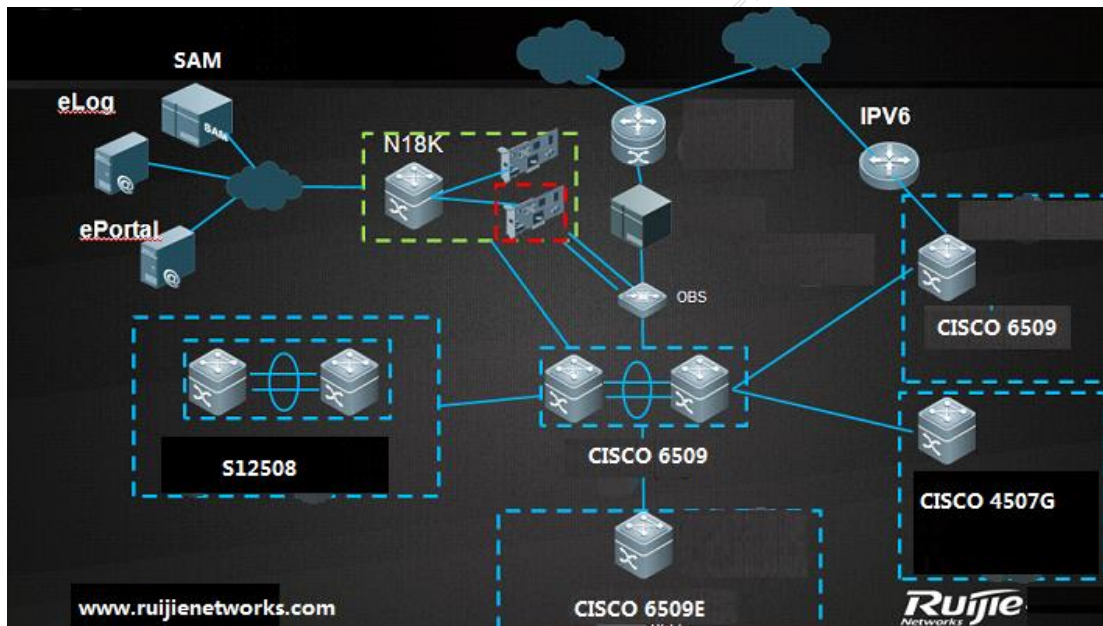 SAM
eLog
SAM
N18K
IPV6
ePortal
OBS
CISCO 6509
S12508
CISCO 6509
CISCO 4507G
CISCO 6509E
www.ruijienetworks.com
Ruijie
Networks